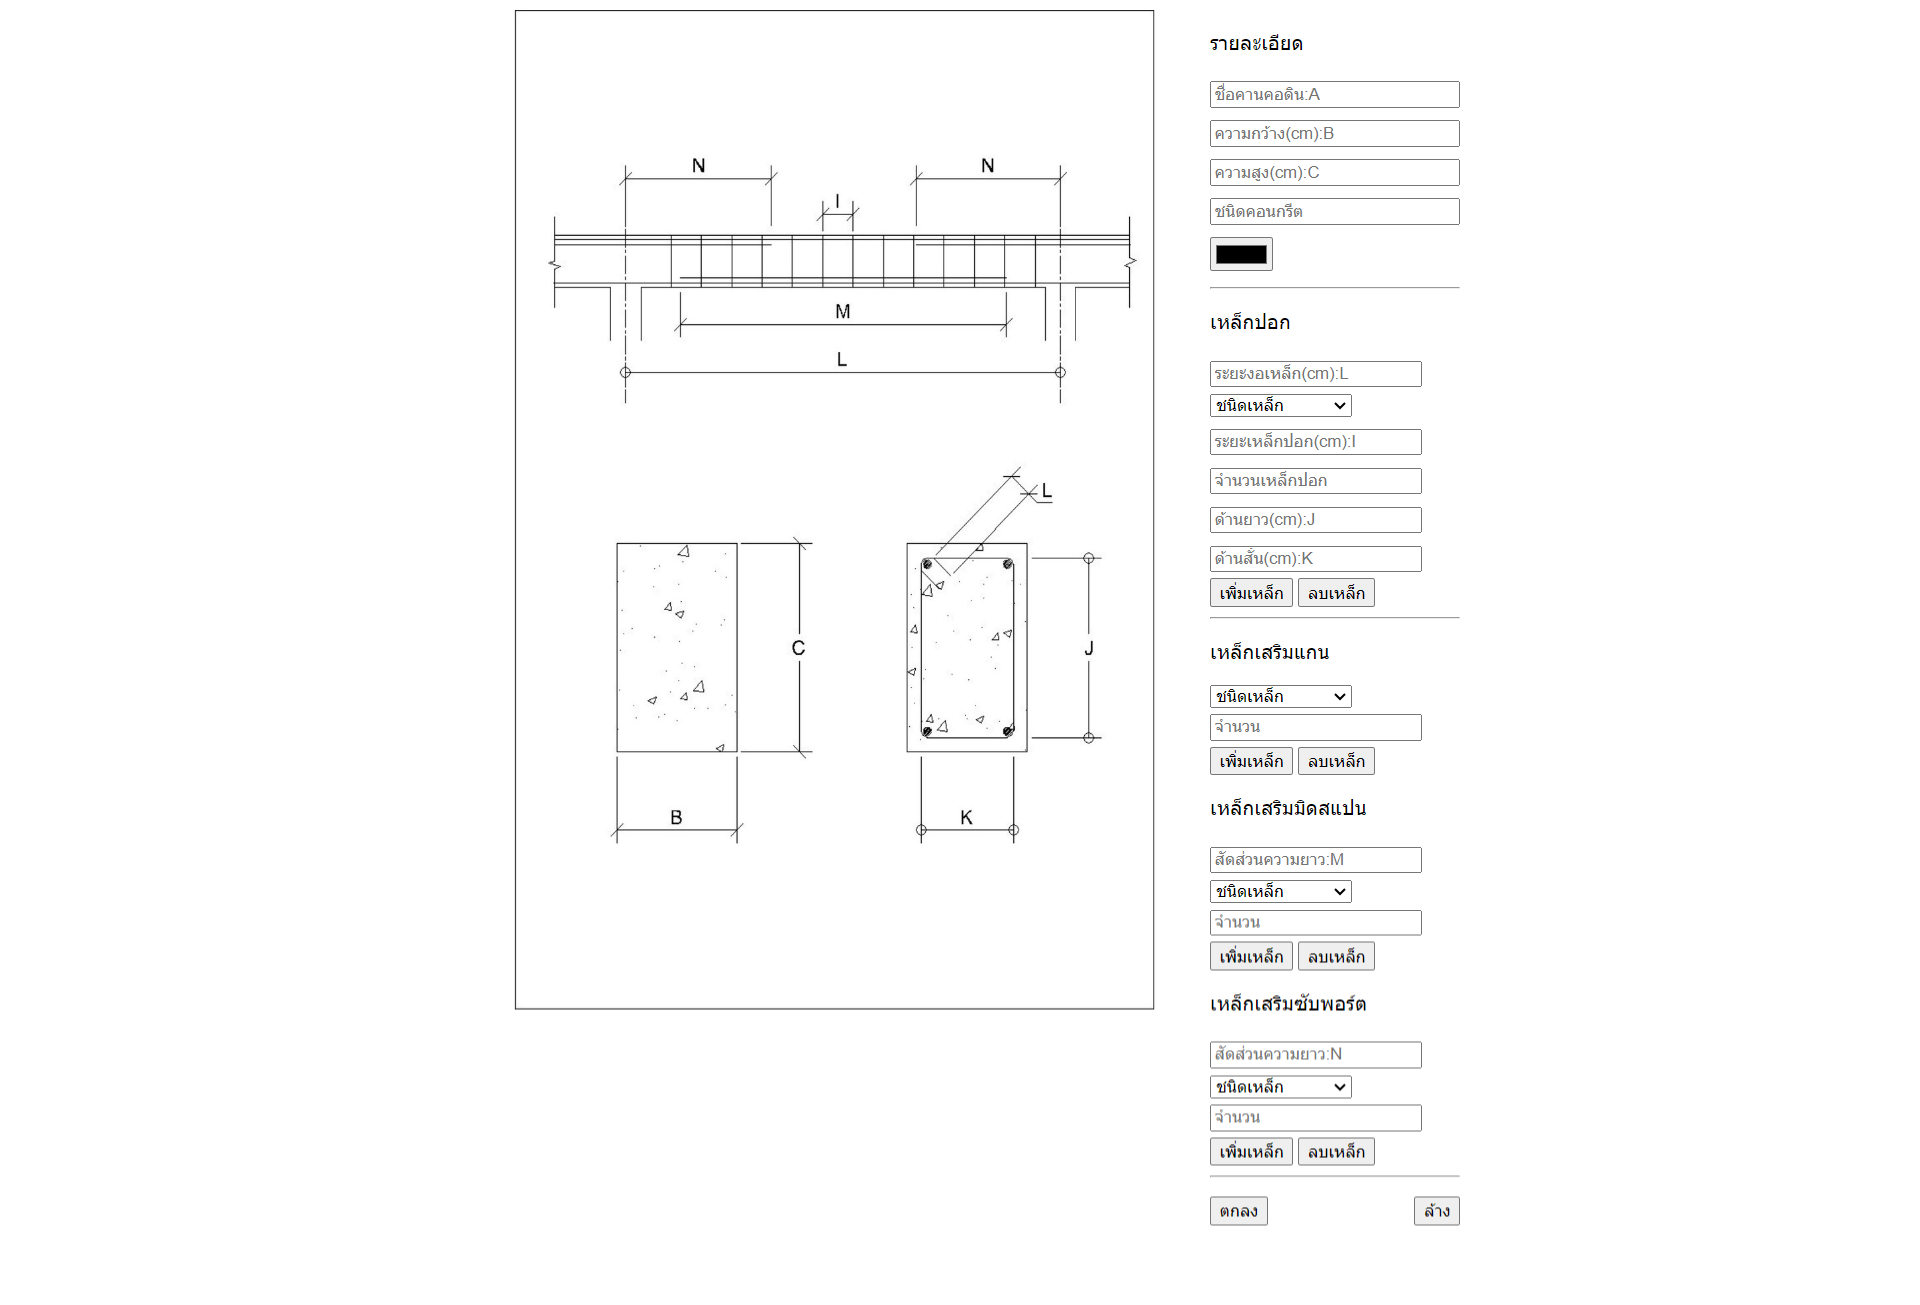 N
N
I
M
L
L
C
J
B
K
รายละเอียด
ชื่อคานคอดิน:A
ความกว้าง(cm):B
ความสูง(cm):C
ชนิดคอนกรีต
เหล็กปอก
ระยะงอเหล็ก(cm):L
ชนิดเหล็ก
ระยะเหล็กปอก(cm):I
จำนวนเหล็กปอก
ด้านยาว(cm):J
ด้านสั่น(cm):K
เพิ่มเหล็ก ลบเหล็ก
เหล็กเสริมแกน
ชนิดเหล็ก
จำนวน
เพิ่มเหล็ก ลบเหล็ก
เหล็กเสริมมิดสแปน
สัดส่วนความยาว:M
ชนิดเหล็ก
จำนวน
เพิ่มเหล็ก ลบเหล็ก
เหล็กเสริมซับพอร์ต
สัดส่วนความยาว:N
ชนิดเหล็ก
จำนวน
เพิ่มเหล็ก ลบเหล็ก
ตกลง ล้าง